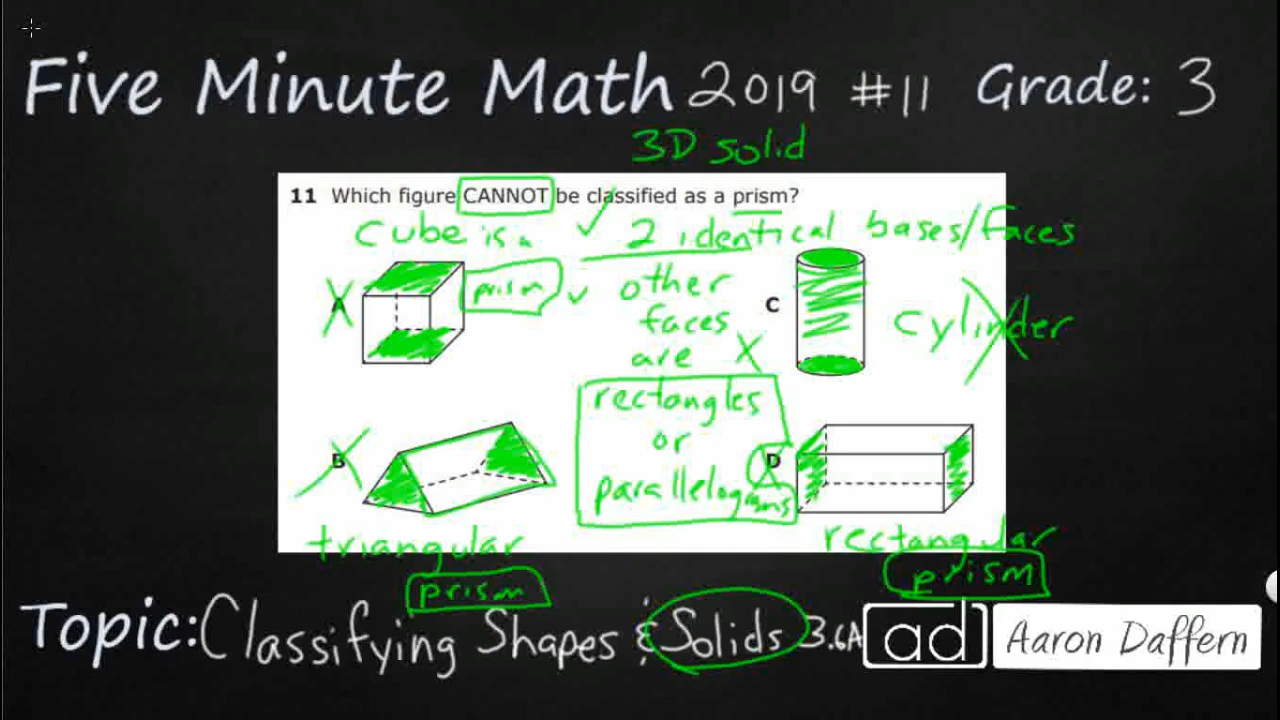 Five Minute Math 2019 #11 Grade: 3
3D solid
11 Which figure CANNOT be classified as a prism?
cube is a
2 identical bases/faces
A
prism
other
faces
are
rectangles
or
parallelograms
C
cylinder
B
triangular
prism
D
rectangular
prism
Topic: Classifying Shapes & Solids 3.6A
ad Aaron Daffern